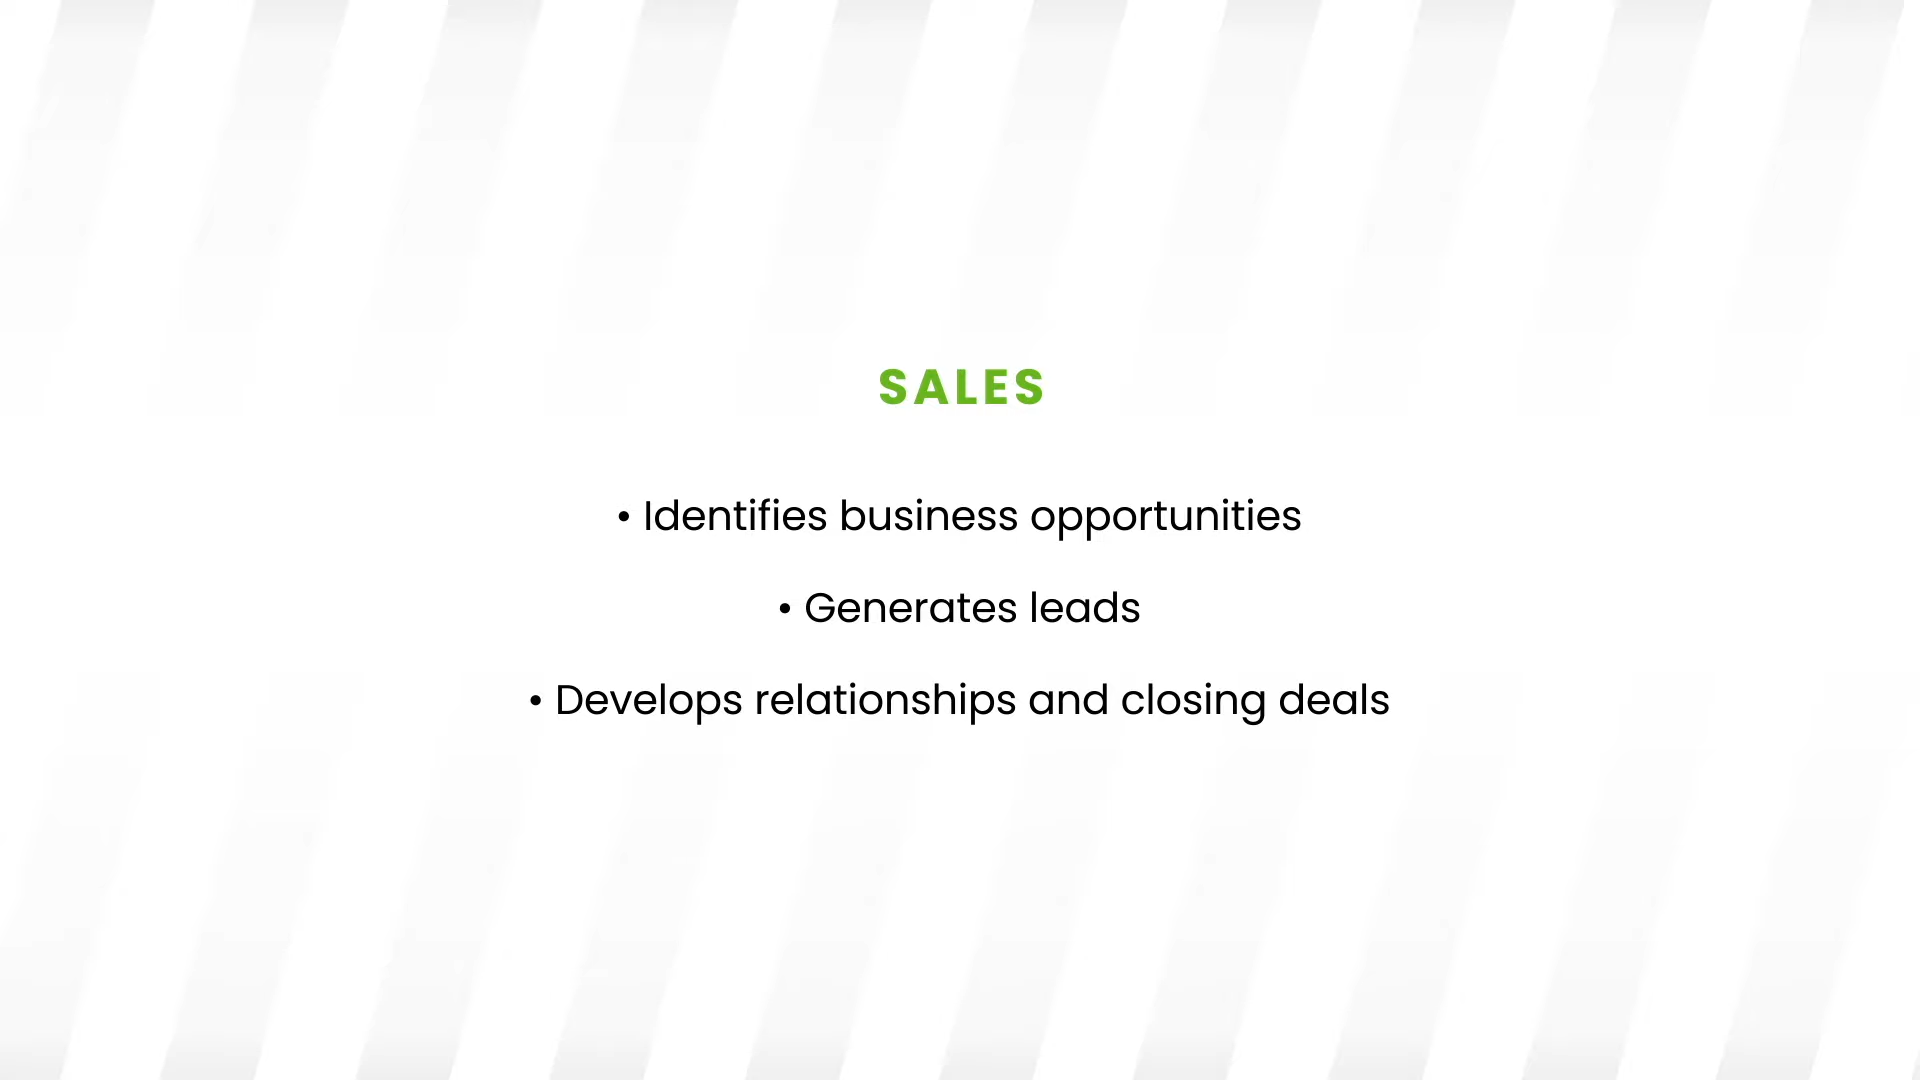 SALES
• Identifies business opportunities
• Generates leads
• Develops relationships and closing deals